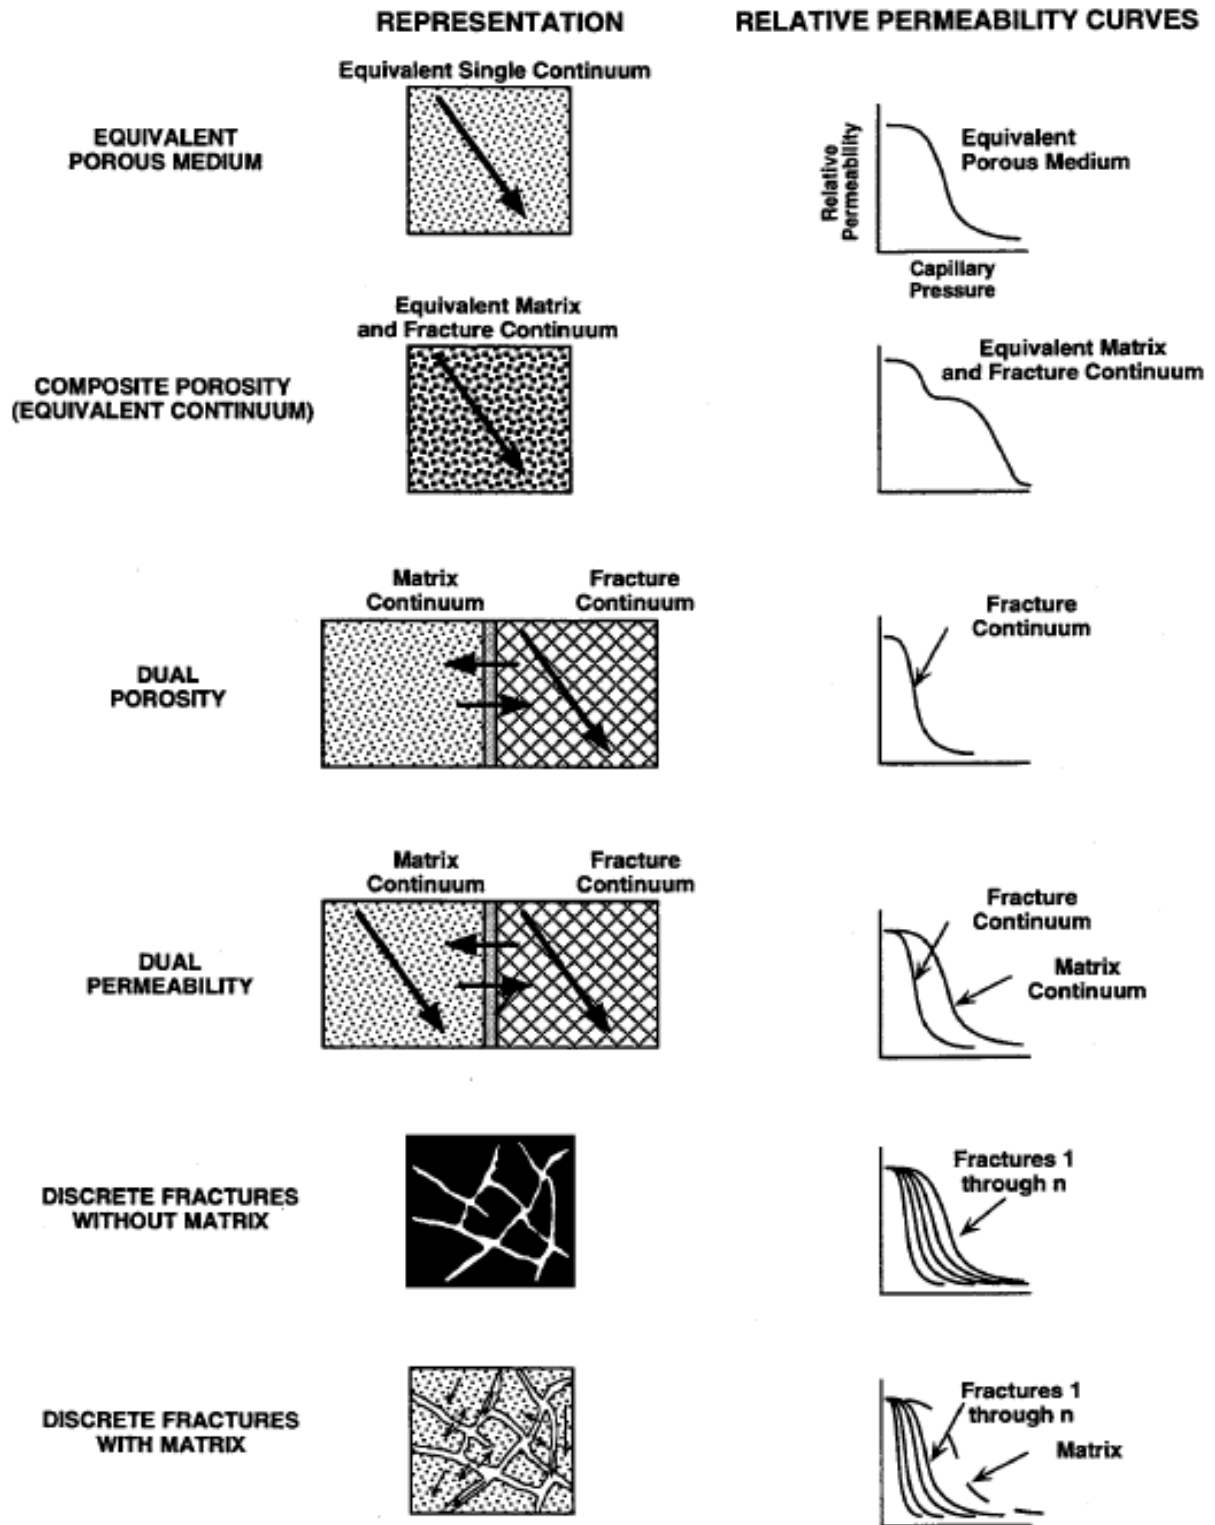 REPRESENTATION
RELATIVE PERMEABILITY CURVES
EQUIVALENT
POROUS MEDIUM
Equivalent Single Continuum
Relative
Permeability
Equivalent
Porous Medium
Capillary
Pressure
COMPOSITE POROSITY
(EQUIVALENT CONTINUUM)
Equivalent Matrix
and Fracture Continuum
Equivalent Matrix
and Fracture Continuum
DUAL
POROSITY
Matrix
Continuum
Fracture
Continuum
Fracture
Continuum
DUAL
PERMEABILITY
Matrix
Continuum
Fracture
Continuum
Fracture
Continuum
Matrix
Continuum
DISCRETE FRACTURES
WITHOUT MATRIX
Fractures 1
through n
DISCRETE FRACTURES
WITH MATRIX
Fractures 1
through n
Matrix